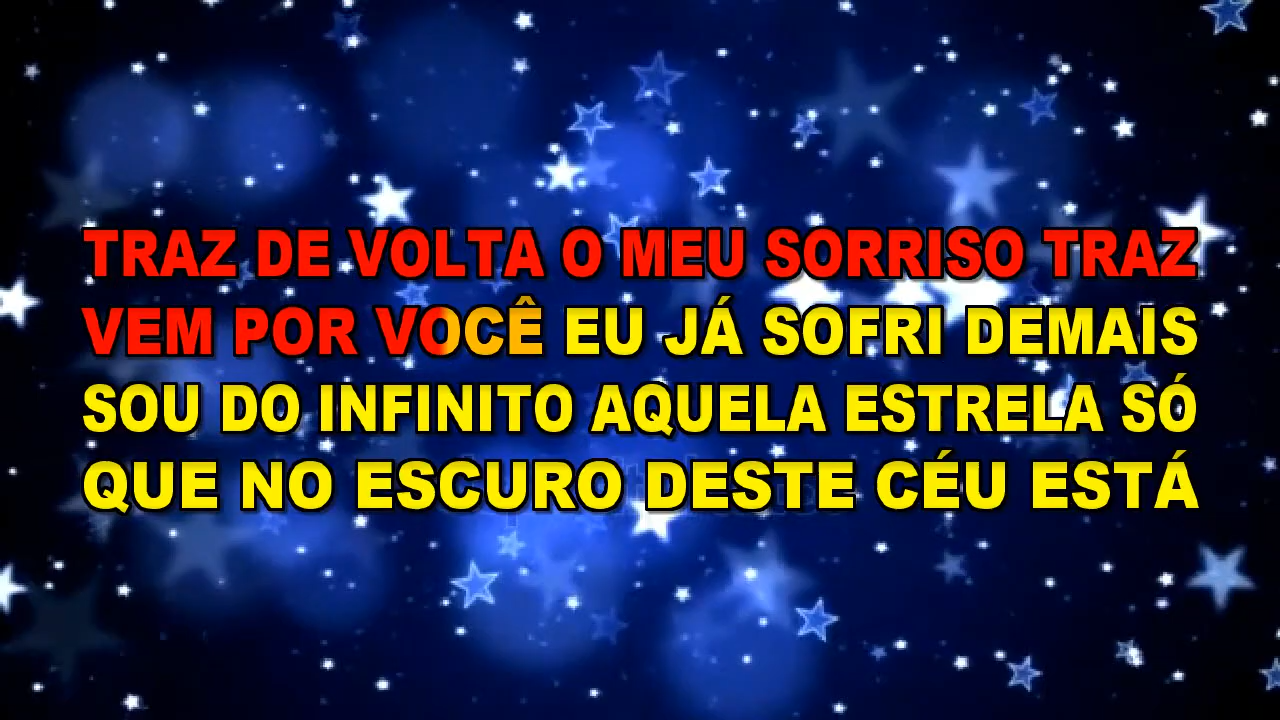 TRAZ DE VOLTA O MEU SORRISO TRAZ
VEM POR VOCÊ EU JÁ SOFRI DEMAIS
SOU DO INFINITO AQUELA ESTRELA SÓ
QUE NO ESCURO DESTE CÉU ESTÁ